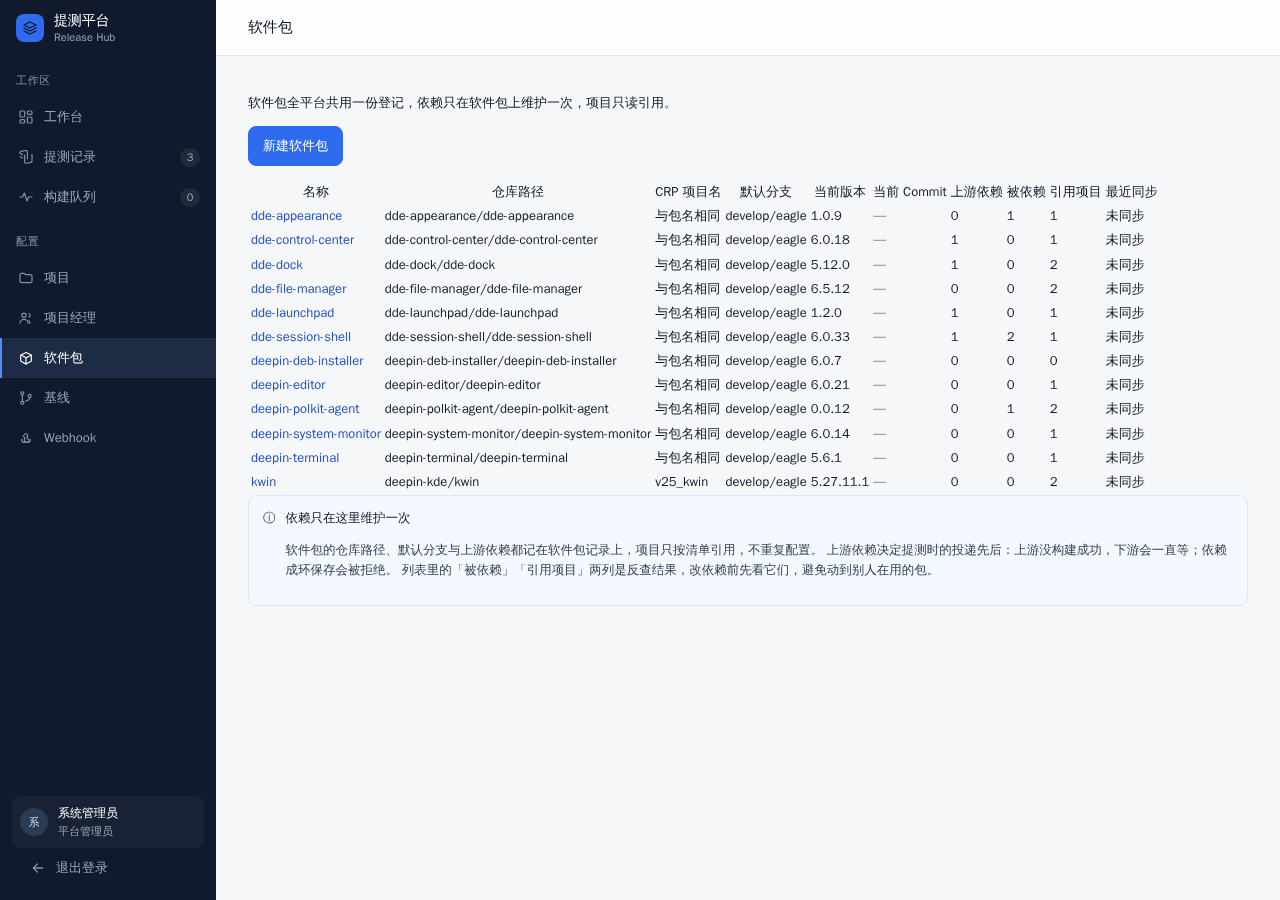 提测平台
Release Hub
工作区
工作台
提测记录 3
构建队列 0
配置
项目
项目经理
软件包
基线
Webhook
系 系统管理员
平台管理员
退出登录
软件包
软件包全平台共用一份登记，依赖只在软件包上维护一次，项目只读引用。
新建软件包
名称 仓库路径 CRP 项目名 默认分支 当前版本 当前 Commit 上游依赖 被依赖 引用项目 最近同步
dde-appearance dde-appearance/dde-appearance 与包名相同 develop/eagle 1.0.9 — 0 1 1 未同步
dde-control-center dde-control-center/dde-control-center 与包名相同 develop/eagle 6.0.18 — 1 0 1 未同步
dde-dock dde-dock/dde-dock 与包名相同 develop/eagle 5.12.0 — 1 0 2 未同步
dde-file-manager dde-file-manager/dde-file-manager 与包名相同 develop/eagle 6.5.12 — 0 0 2 未同步
dde-launchpad dde-launchpad/dde-launchpad 与包名相同 develop/eagle 1.2.0 — 1 0 1 未同步
dde-session-shell dde-session-shell/dde-session-shell 与包名相同 develop/eagle 6.0.33 — 1 2 1 未同步
deepin-deb-installer deepin-deb-installer/deepin-deb-installer 与包名相同 develop/eagle 6.0.7 — 0 0 0 未同步
deepin-editor deepin-editor/deepin-editor 与包名相同 develop/eagle 6.0.21 — 0 0 1 未同步
deepin-polkit-agent deepin-polkit-agent/deepin-polkit-agent 与包名相同 develop/eagle 0.0.12 — 0 1 2 未同步
deepin-system-monitor deepin-system-monitor/deepin-system-monitor 与包名相同 develop/eagle 6.0.14 — 0 0 1 未同步
deepin-terminal deepin-terminal/deepin-terminal 与包名相同 develop/eagle 5.6.1 — 0 0 1 未同步
kwin deepin-kde/kwin v25_kwin develop/eagle 5.27.11.1 — 0 0 2 未同步
依赖只在这里维护一次
软件包的仓库路径、默认分支与上游依赖都记在软件包记录上，项目只按清单引用，不重复配置。 上游依赖决定提测时的投递先后：上游没构建成功，下游会一直等；依赖
成环保存会被拒绝。 列表里的「被依赖」「引用项目」两列是反查结果，改依赖前先看它们，避免动到别人在用的包。